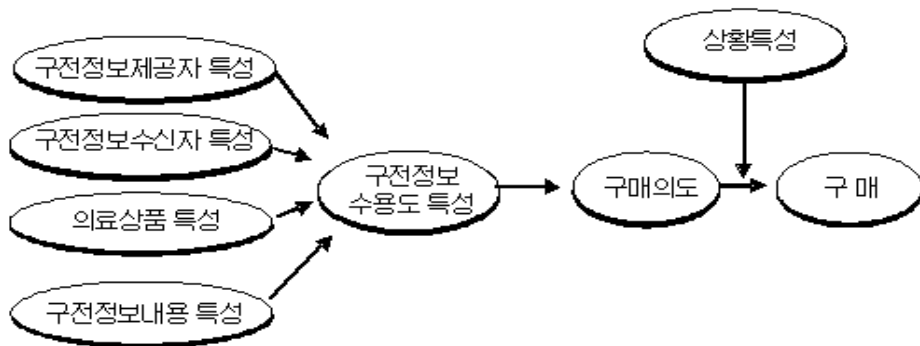 상황특성
구전정보제공자 특성
구전정보수신자 특성
구전정보
수용도 특성
구매의도
구 매
의료상품 특성
구전정보내용 특성